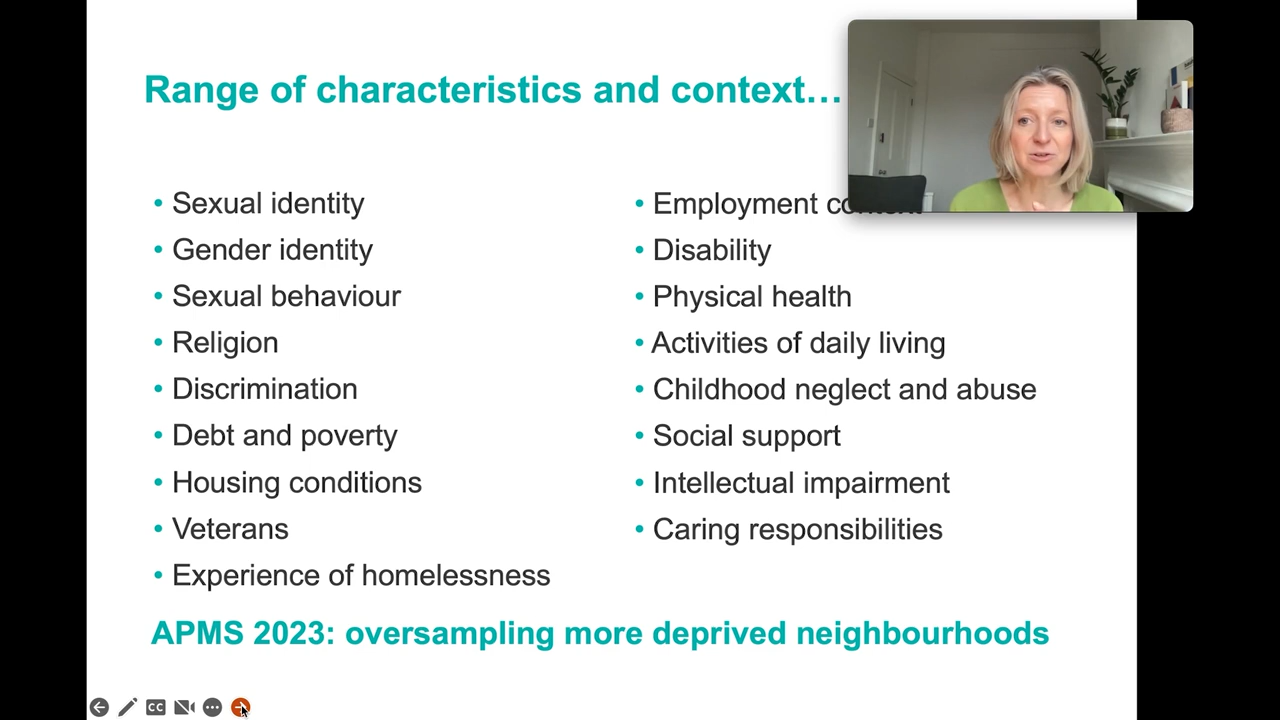 Range of characteristics and context…
• Sexual identity
• Gender identity
• Sexual behaviour
• Religion
• Discrimination
• Debt and poverty
• Housing conditions
• Veterans
• Experience of homelessness
• Employment
• Disability
• Physical health
• Activities of daily living
• Childhood neglect and abuse
• Social support
• Intellectual impairment
• Caring responsibilities
APMS 2023: oversampling more deprived neighbourhoods
CC